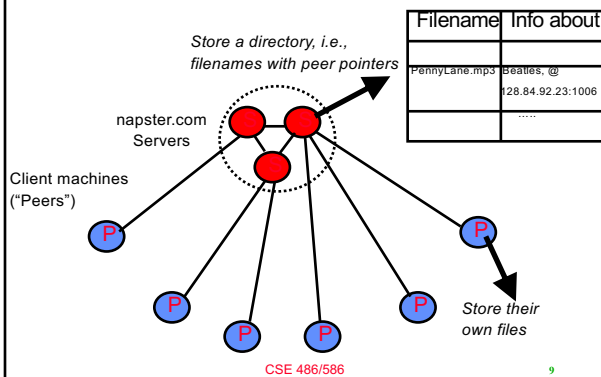 Filename Info about
PennyLane.mp3 Beatles, @
128.84.92.23:1006
.....
Store a directory, i.e.,
filenames with peer pointers
napster.com
Servers
Client machines
("Peers")
P
P
P
P
P
P
P
Store their
own files
CSE 486/586
9